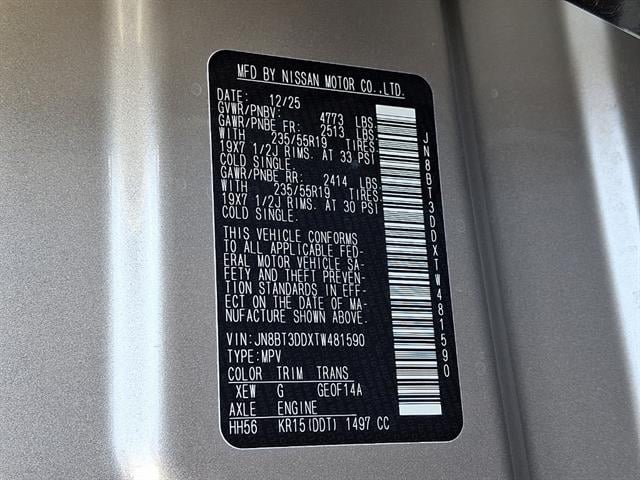 MFD BY NISSAN MOTOR CO.,LTD.
DATE: 12/25
GVWR/PNBV: 4773 LBS.
GAWR/PNBE FR: 2513 LBS.
WITH 235/55R19 TIRES.
19X7 1/2J RIMS. AT 33 PSI
COLD SINGLE.
GAWR/PNBE RR: 2414 LBS.
WITH 235/55R19 TIRES.
19X7 1/2J RIMS. AT 30 PSI
COLD SINGLE.
THIS VEHICLE CONFORMS
TO ALL APPLICABLE FED-
ERAL MOTOR VEHICLE SA-
FETY AND THEFT PREVEN-
TION STANDARDS IN EFF-
ECT ON THE DATE OF MA-
NUFACTURE SHOWN ABOVE.
VIN:JN8BT3DDXTW481590
TYPE:MPV
COLOR TRIM TRANS
XEW G GEOF14A
AXLE ENGINE
HH56 KR15(DDT) 1497 CC
JN8BT3DDXTW481590